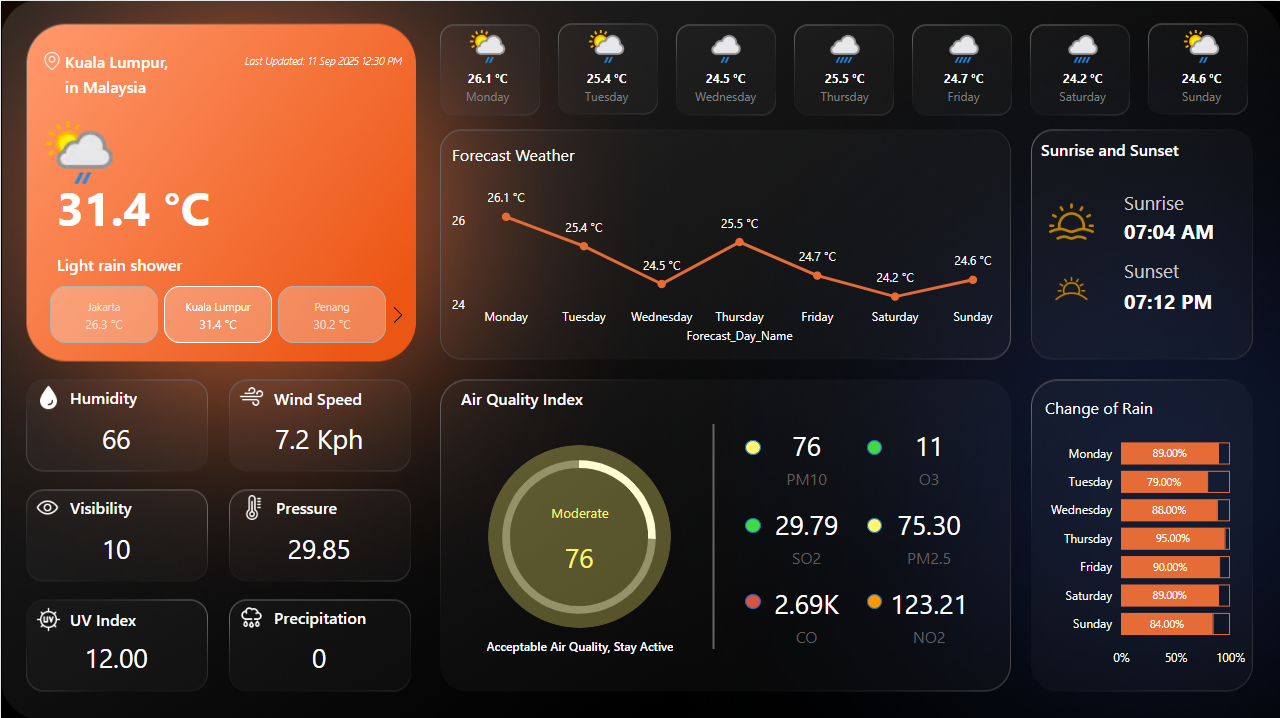 Kuala Lumpur,
in Malaysia
Last Updated: 11 Sep 2025 12:30 PM
31.4 °C
Light rain shower
Jakarta
26.3 °C
Kuala Lumpur
31.4 °C
Penang
30.2 °C
26.1 °C
Monday
25.4 °C
Tuesday
24.5 °C
Wednesday
25.5 °C
Thursday
24.7 °C
Friday
24.2 °C
Saturday
24.6 °C
Sunday
Forecast Weather
26
24
26.1 °C
25.4 °C
24.5 °C
25.5 °C
24.7 °C
24.2 °C
24.6 °C
Monday Tuesday Wednesday Thursday Friday Saturday Sunday
Forecast_Day_Name
Sunrise and Sunset
Sunrise
07:04 AM
Sunset
07:12 PM
Humidity
66
Wind Speed
7.2 Kph
Visibility
10
Pressure
29.85
UV
UV Index
12.00
Precipitation
0
Air Quality Index
Moderate
76
Acceptable Air Quality, Stay Active
76
PM10
11
O3
29.79
SO2
75.30
PM2.5
2.69K
CO
123.21
NO2
Change of Rain
Monday 89.00%
Tuesday 79.00%
Wednesday 88.00%
Thursday 95.00%
Friday 90.00%
Saturday 89.00%
Sunday 84.00%
0% 50% 100%